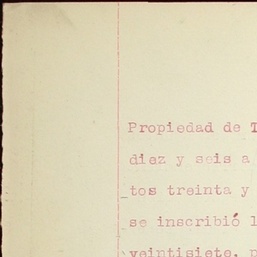 Propiedad de T
diez y seis a
tos treinta y
se inscribió l
veintisiete, p